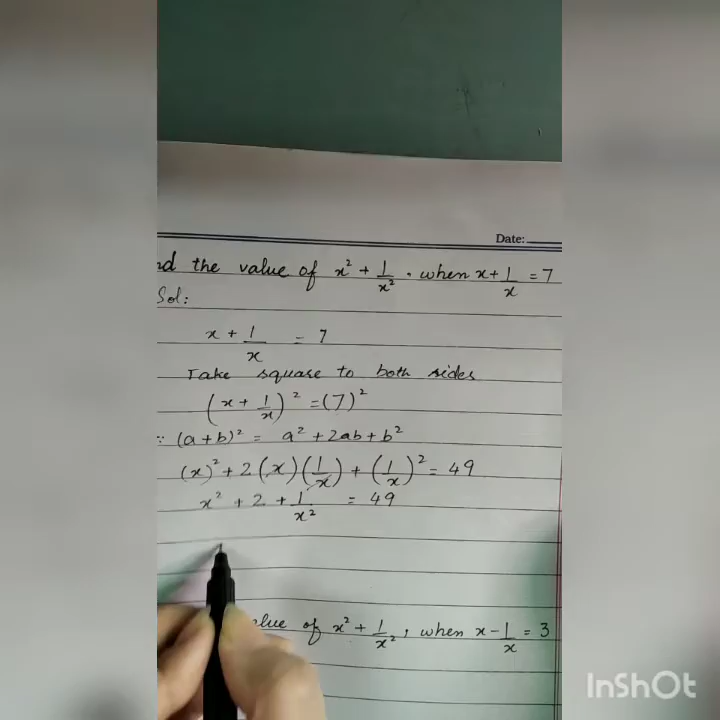 Date:
nd the value of x² + 1/x² . when x + 1/x = 7
Sol:
x + 1/x = 7
Take square to both sides
(x + 1/x)² = (7)²
∵ (a+b)² = a² + 2ab + b²
(x)² + 2(x)(1/x) + (1/x)² = 49
x² + 2 + 1/x² = 49
alue of x² + 1/x², when x - 1/x = 3
InShOt